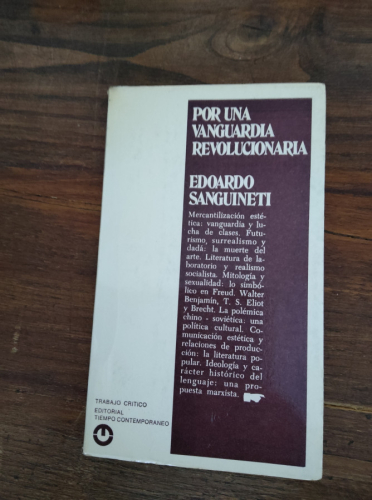 POR UNA
VANGUARDIA
REVOLUCIONARIA
EDOARDO
SANGUINETI
Mercantilización esté-
tica: vanguardia y lu-
cha de clases. Futu-
rismo, surrealismo y
dadá: la muerte del
arte. Literatura de la-
boratorio y realismo
socialista. Mitología y
sexualidad: lo simbó-
lico en Freud. Walter
Benjamín, T. S. Eliot
y Brecht. La polémica
chino - soviética: una
política cultural. Co-
municación estética y
relaciones de produc-
ción: la literatura po-
pular. Ideología y ca-
rácter histórico del
lenguaje: una pro-
puesta marxista.
TRABAJO CRITICO
EDITORIAL
TIEMPO CONTEMPORANEO